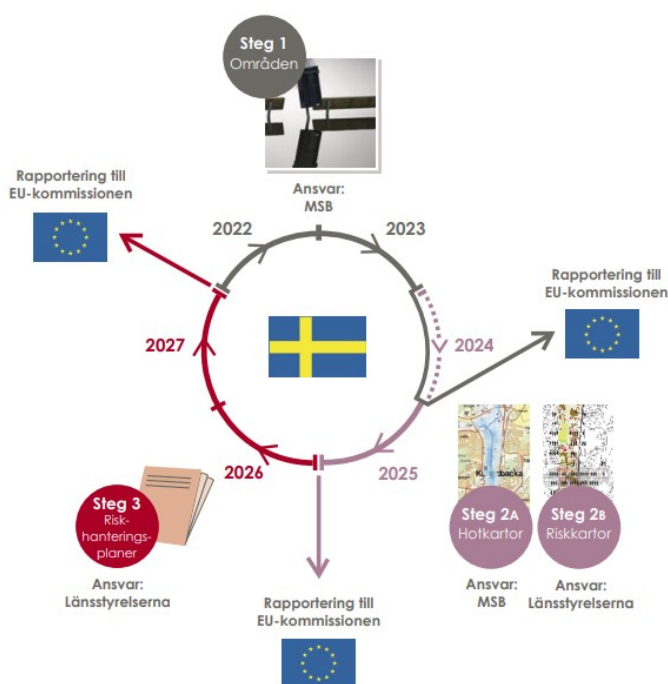 Steg 1
Områden
Ansvar:
MSB
Rapportering till
EU-kommissionen
2022
2023
Rapportering till
EU-kommissionen
2027
2024
2026
2025
Steg 3
Risk-
hanterings-
planer
Ansvar:
Länsstyrelserna
Steg 2A
Hotkartor
Ansvar:
MSB
Steg 2B
Riskkartor
Ansvar:
Länsstyrelserna
Rapportering till
EU-kommissionen